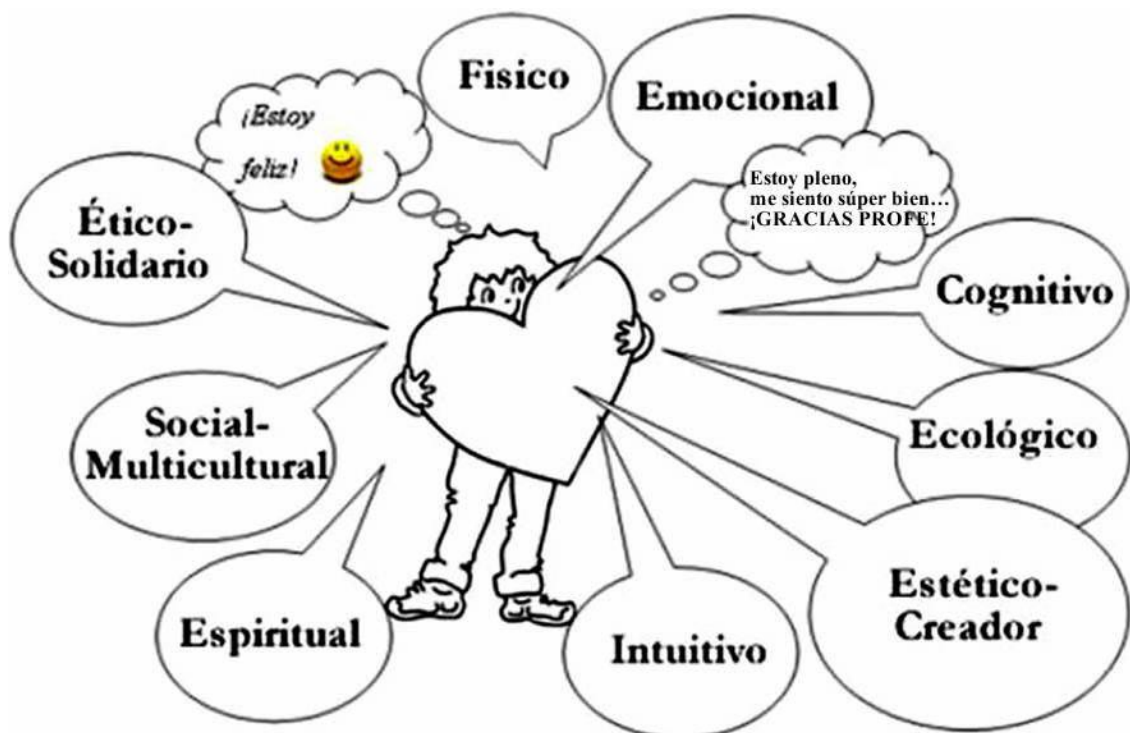 Fisico
Emocional
¡Estoy
feliz!
Estoy pleno,
me siento súper bien…
¡GRACIAS PROFE!
Ético-
Solidario
Cognitivo
Social-
Multicultural
Ecológico
Estético-
Creador
Espiritual
Intuitivo